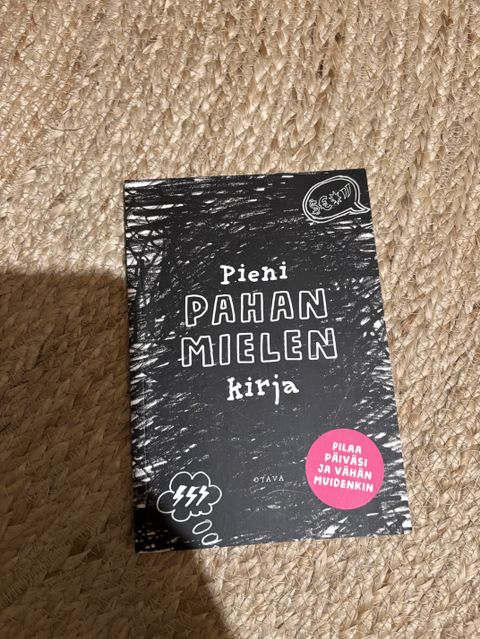 $€*!))
Pieni
PAHAN
MIELEN
kirja
PILAA
PÄIVÄSI
JA VÄHÄN
MUIDENKIN
OTAVA